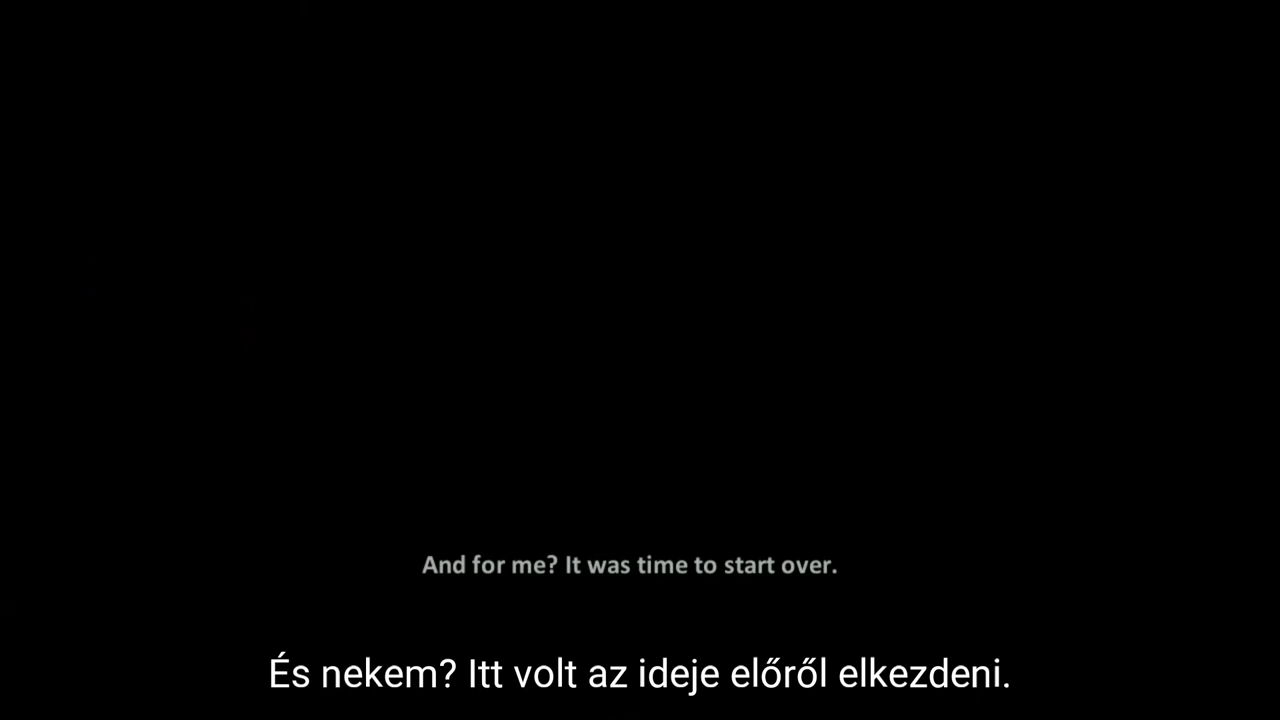 And for me? It was time to start over.
És nekem? Itt volt az ideje előről elkezdeni.